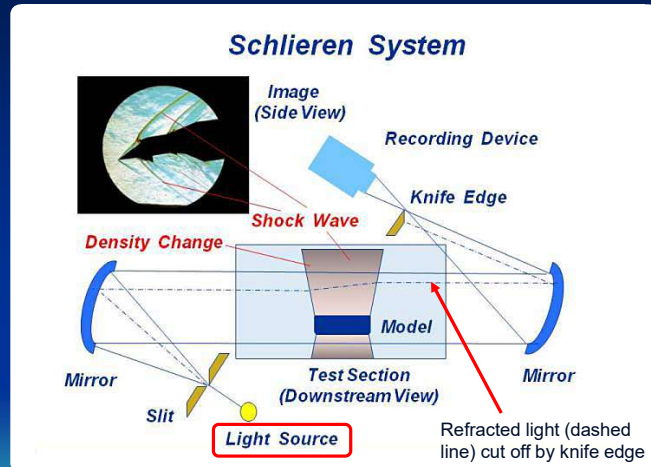 Schlieren System
Image
(Side View)
Recording Device
Knife Edge
Shock Wave
Density Change
Model
Mirror
Test Section
(Downstream View)
Mirror
Slit
Light Source
Refracted light (dashed
line) cut off by knife edge